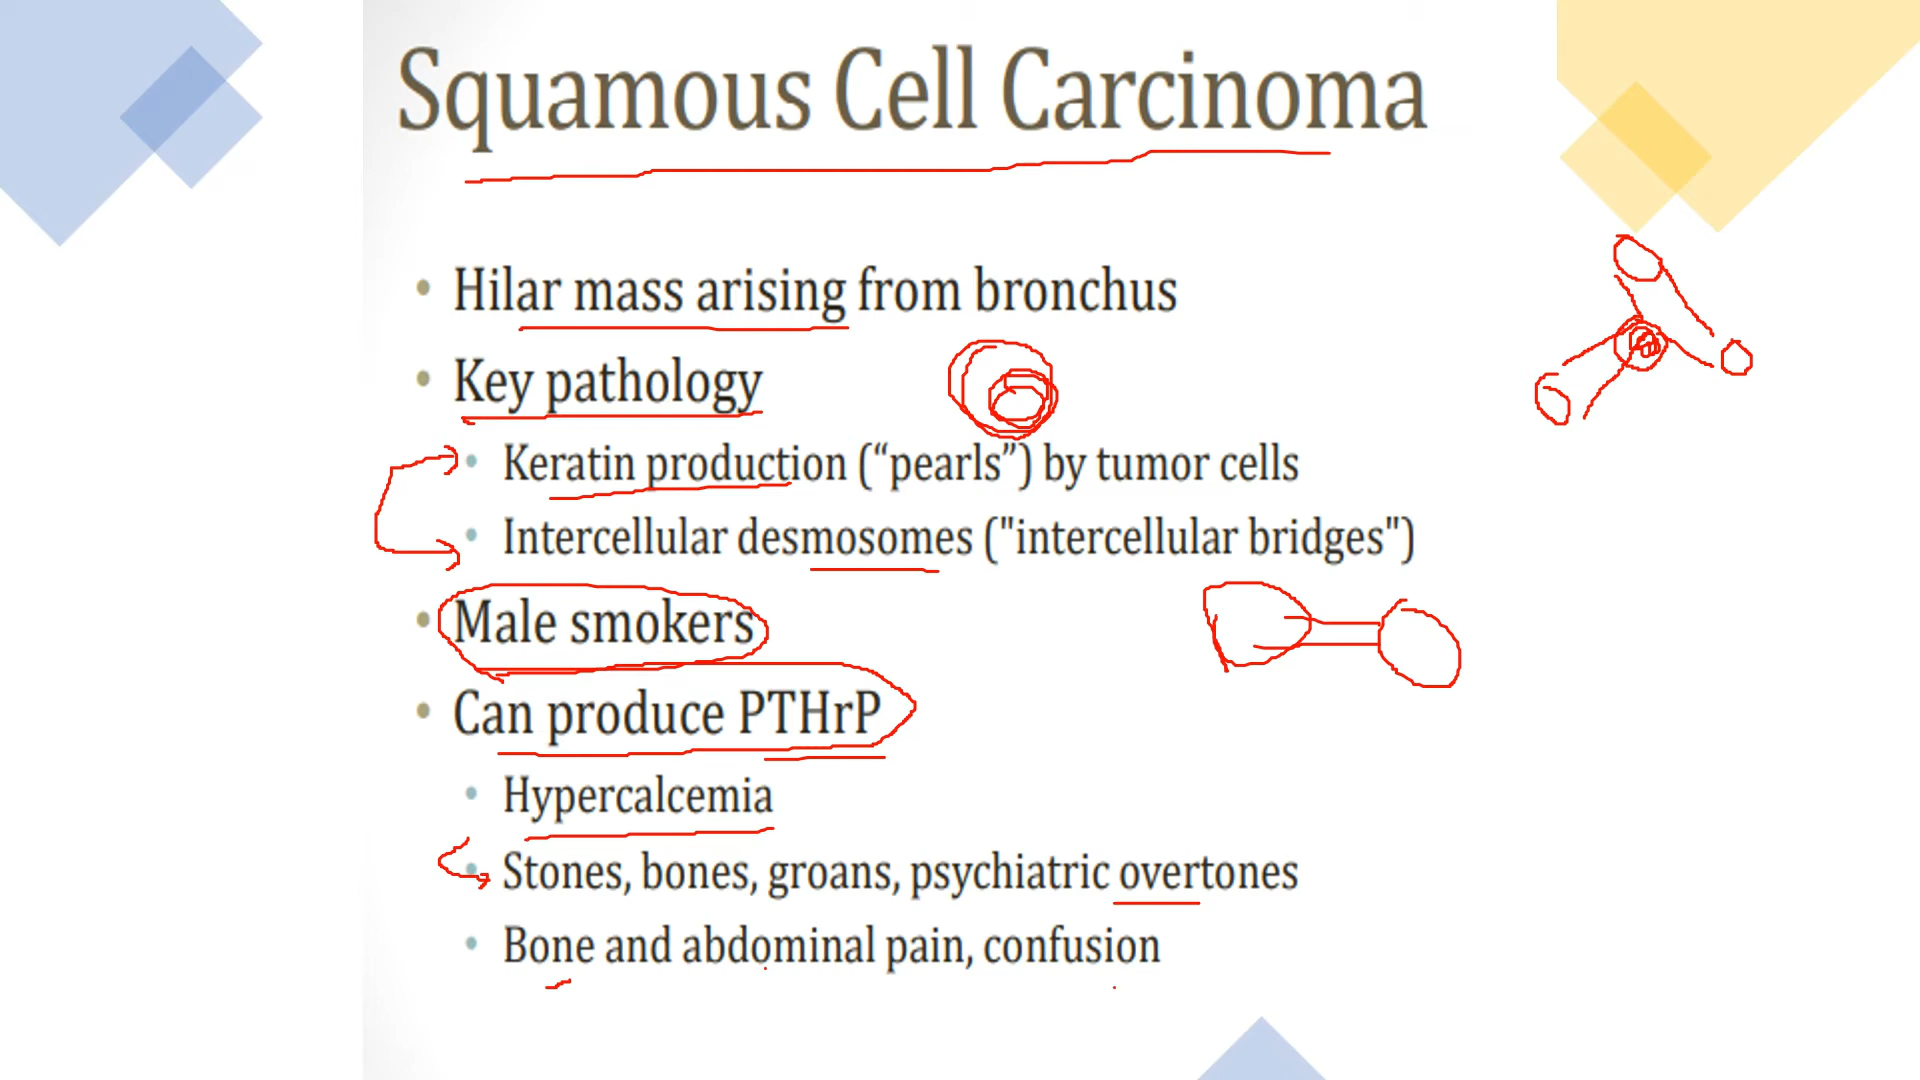 Squamous Cell Carcinoma
• Hilar mass arising from bronchus
• Key pathology
• Keratin production (“pearls”) by tumor cells
• Intercellular desmosomes ("intercellular bridges")
• Male smokers
• Can produce PTHrP
• Hypercalcemia
• Stones, bones, groans, psychiatric overtones
• Bone and abdominal pain, confusion